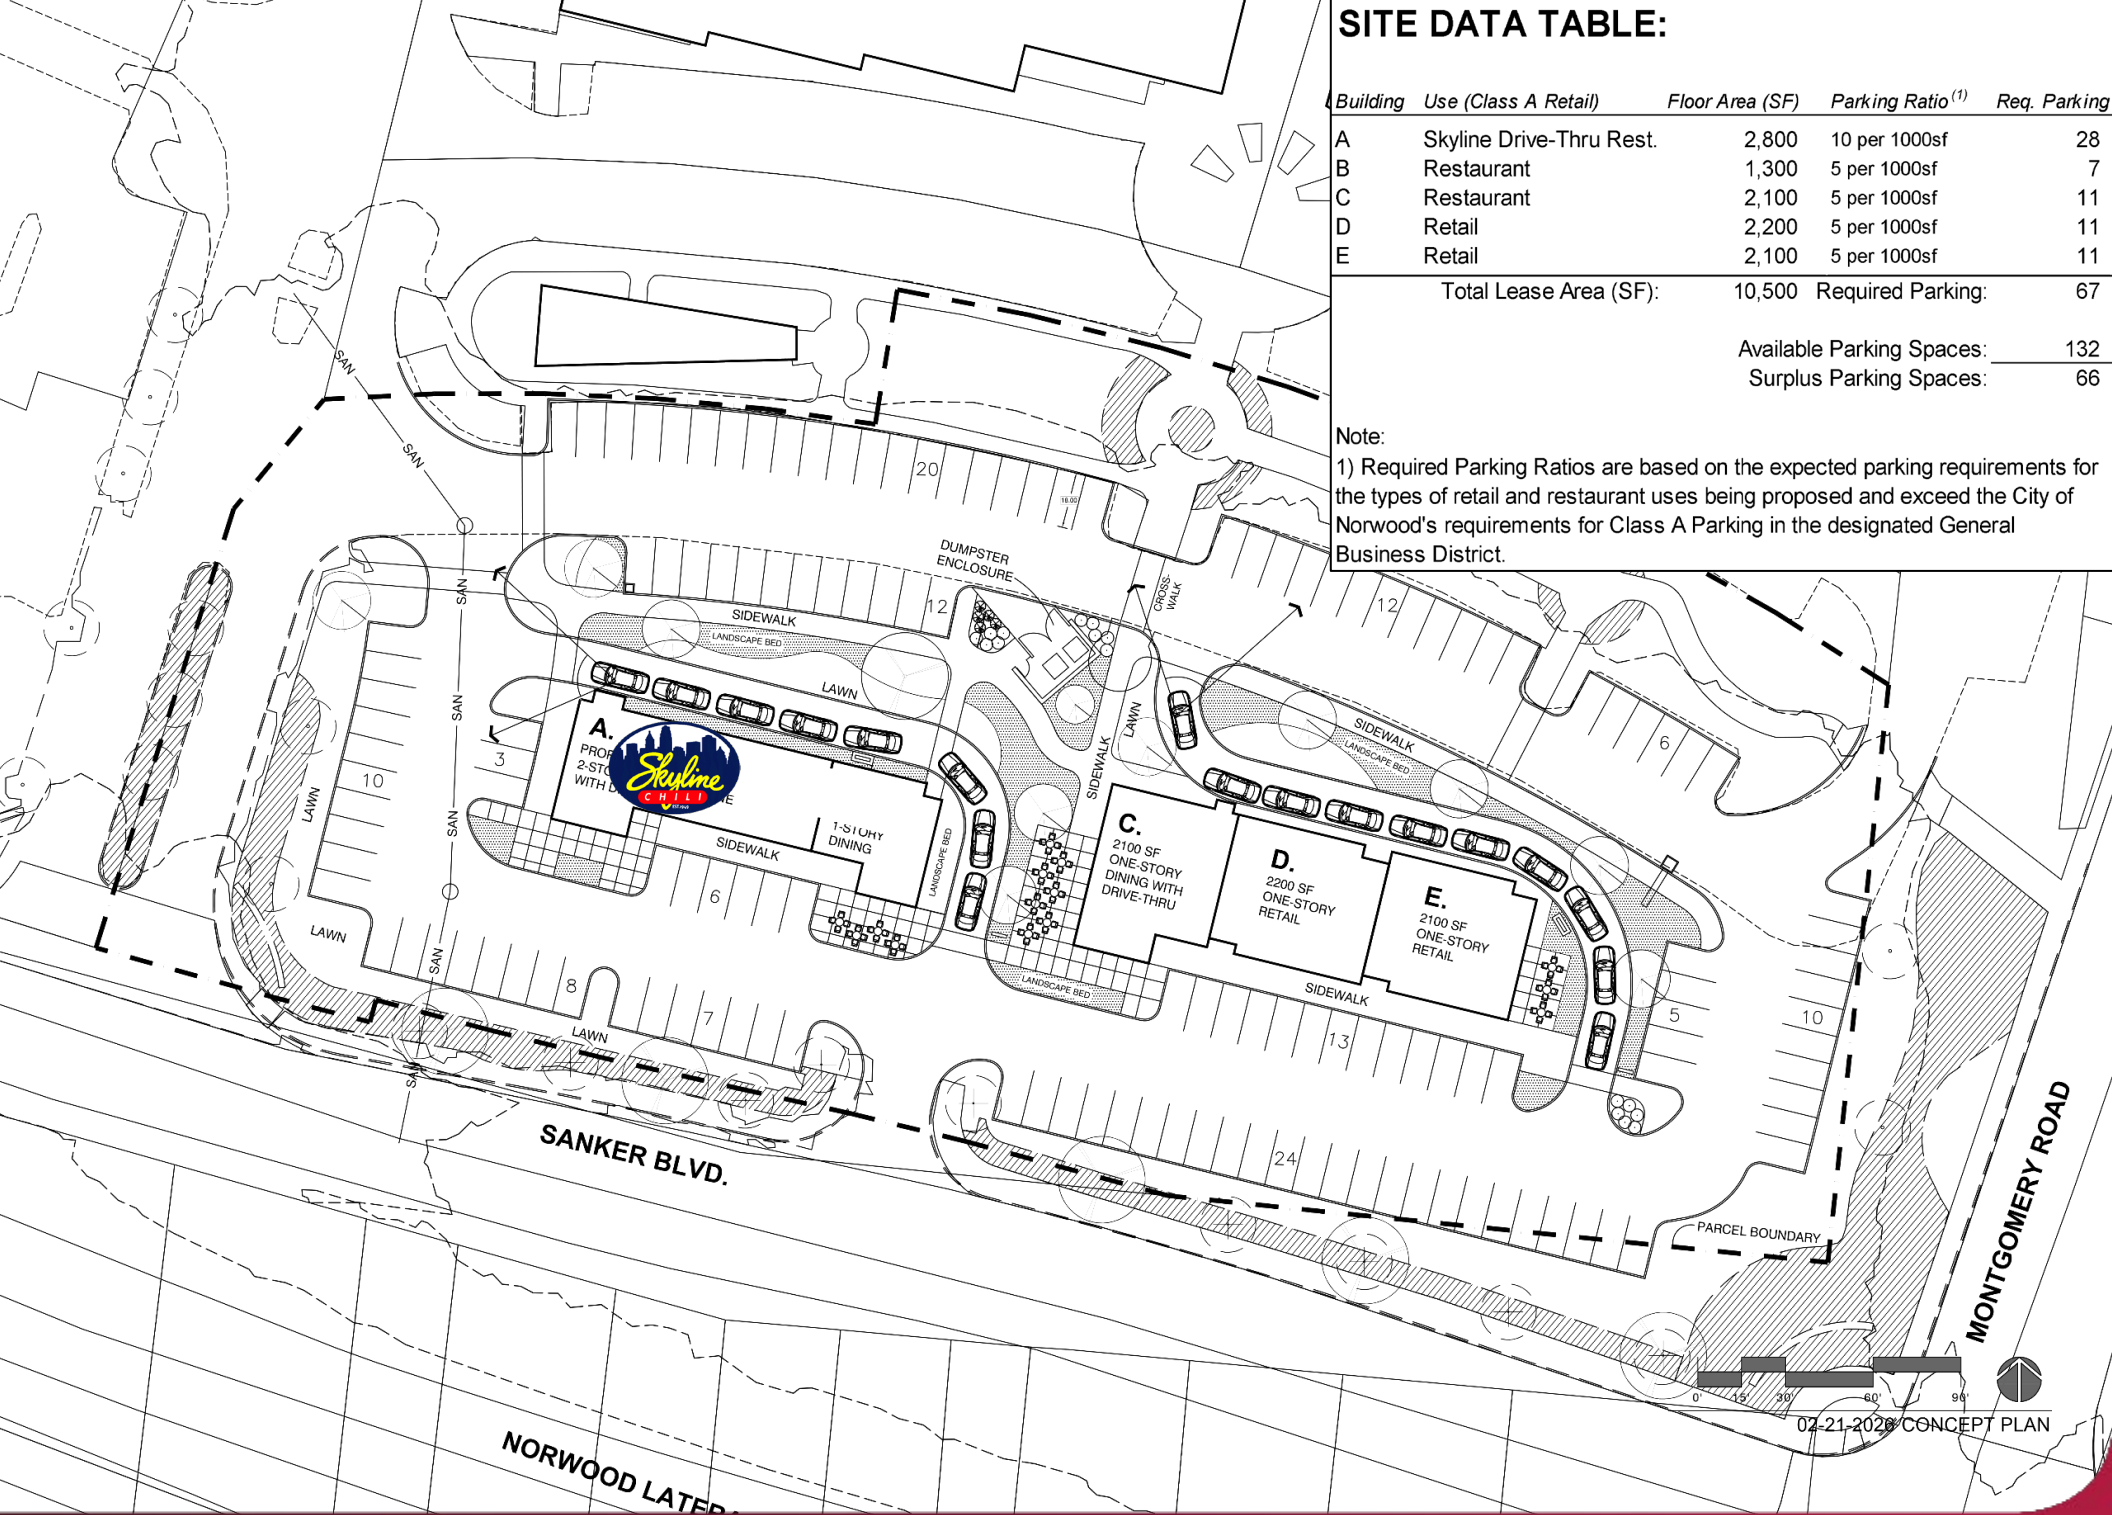 SITE DATA TABLE:
Building Use (Class A Retail) Floor Area (SF) Parking Ratio (1) Req. Parking
A Skyline Drive-Thru Rest. 2,800 10 per 1000sf 28
B Restaurant 1,300 5 per 1000sf 7
C Restaurant 2,100 5 per 1000sf 11
D Retail 2,200 5 per 1000sf 11
E Retail 2,100 5 per 1000sf 11
Total Lease Area (SF): 10,500 Required Parking: 67
Available Parking Spaces: 132
Surplus Parking Spaces: 66
Note:
1) Required Parking Ratios are based on the expected parking requirements for
the types of retail and restaurant uses being proposed and exceed the City of
Norwood's requirements for Class A Parking in the designated General
Business District.
SAN
SAN
20
18.00
DUMPSTER
ENCLOSURE
CROSS-
WALK
SAN
12
12
SIDEWALK
LANDSCAPE BED
LAWN
SAN
LAWN
SIDEWALK
LANDSCAPE BED
6
A.
2-STO
WITH D
Skyline
CHILI
3
10
LAWN
SIDEWALK
SAN
1-STORY
DINING
SIDEWALK
LANDSCAPE BED
6
C.
2100 SF
ONE-STORY
DINING WITH
DRIVE-THRU
D.
2200 SF
ONE-STORY
RETAIL
E.
2100 SF
ONE-STORY
RETAIL
LAWN
SAN
8
LANDSCAPE BED
SIDEWALK
7
LAWN
13
5
10
SAN
SANKER BLVD.
24
PARCEL BOUNDARY
MONTGOMERY ROAD
0' 15' 30' 60' 90'
02-21-2026 CONCEPT PLAN
NORWOOD LATERA